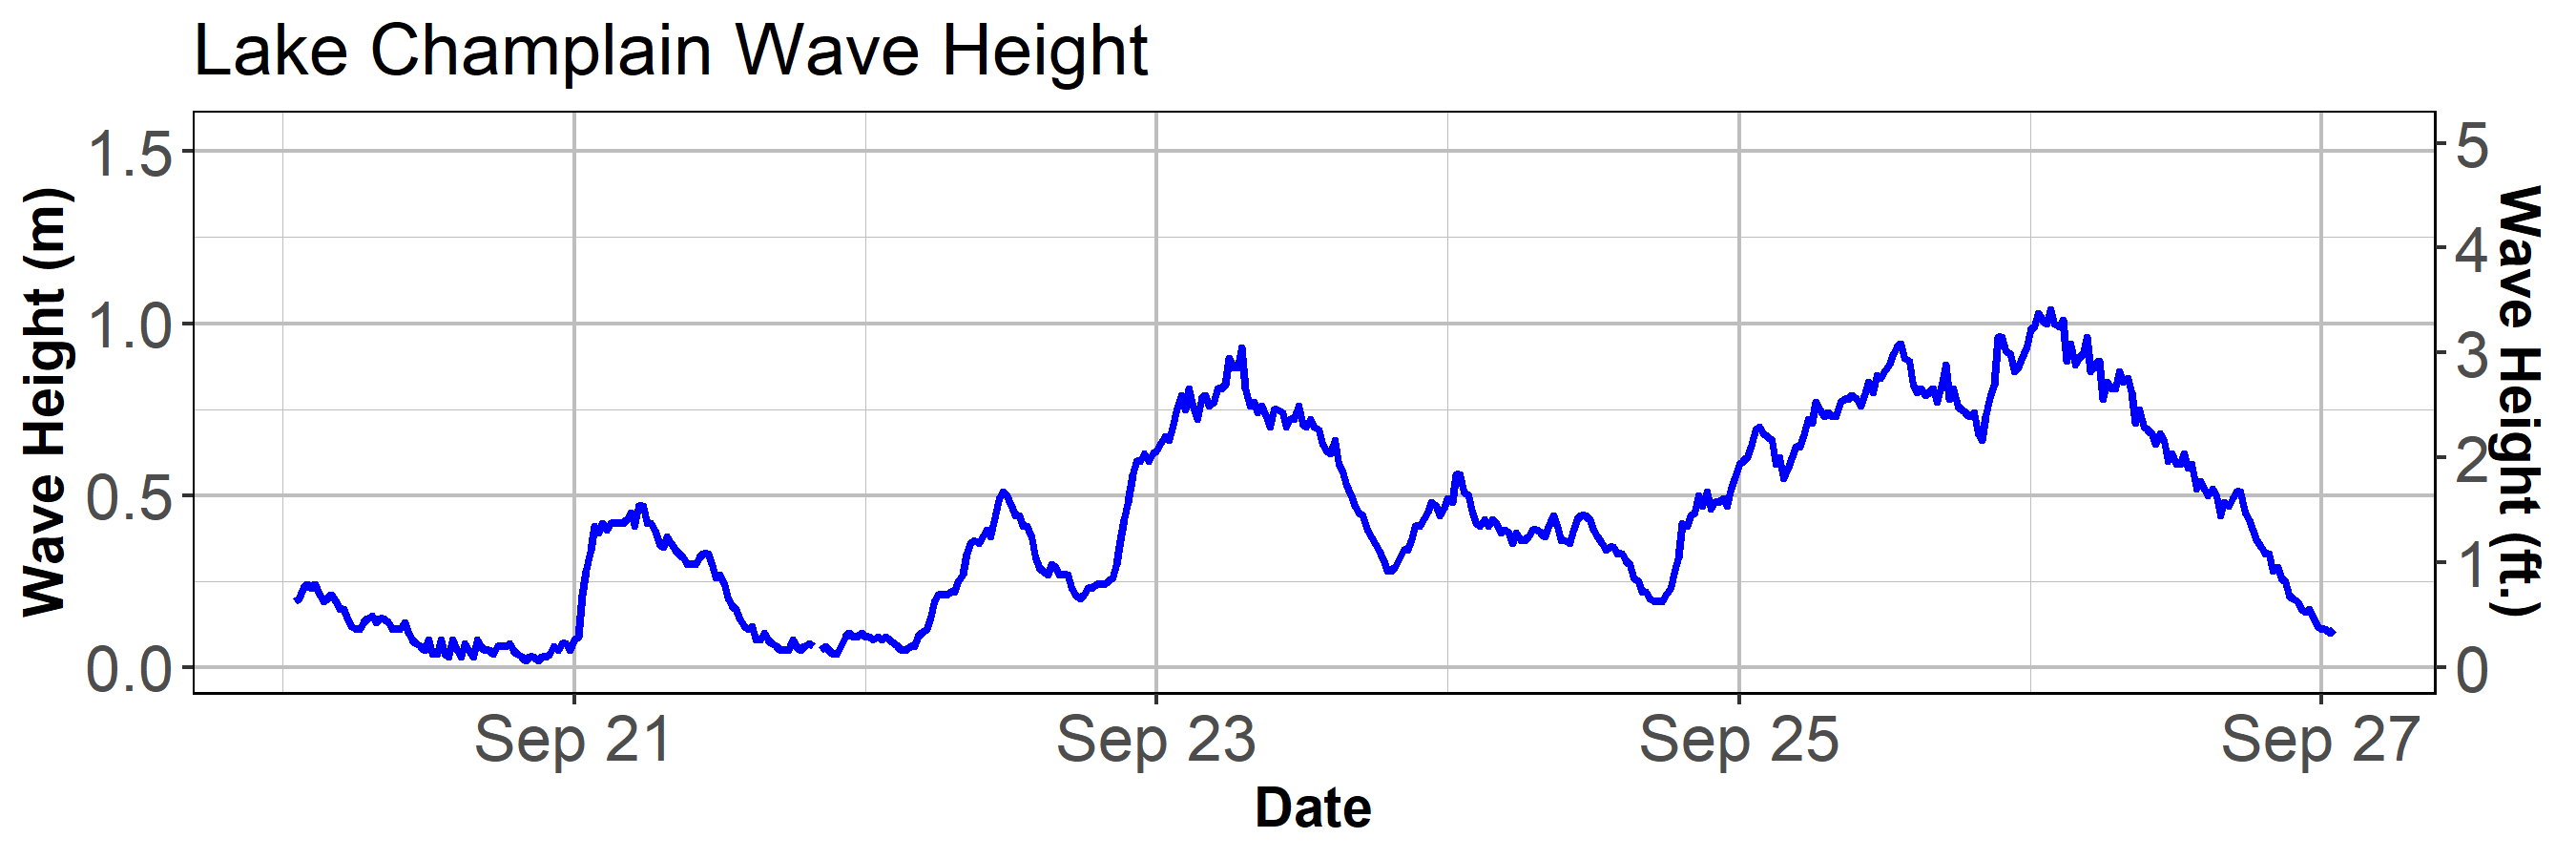 Lake Champlain Wave Height
Wave Height (m)
1.5
1.0
0.5
0.0
5
4
3
2
1
0
Wave Height (ft.)
Sep 21
Sep 23
Sep 25
Sep 27
Date